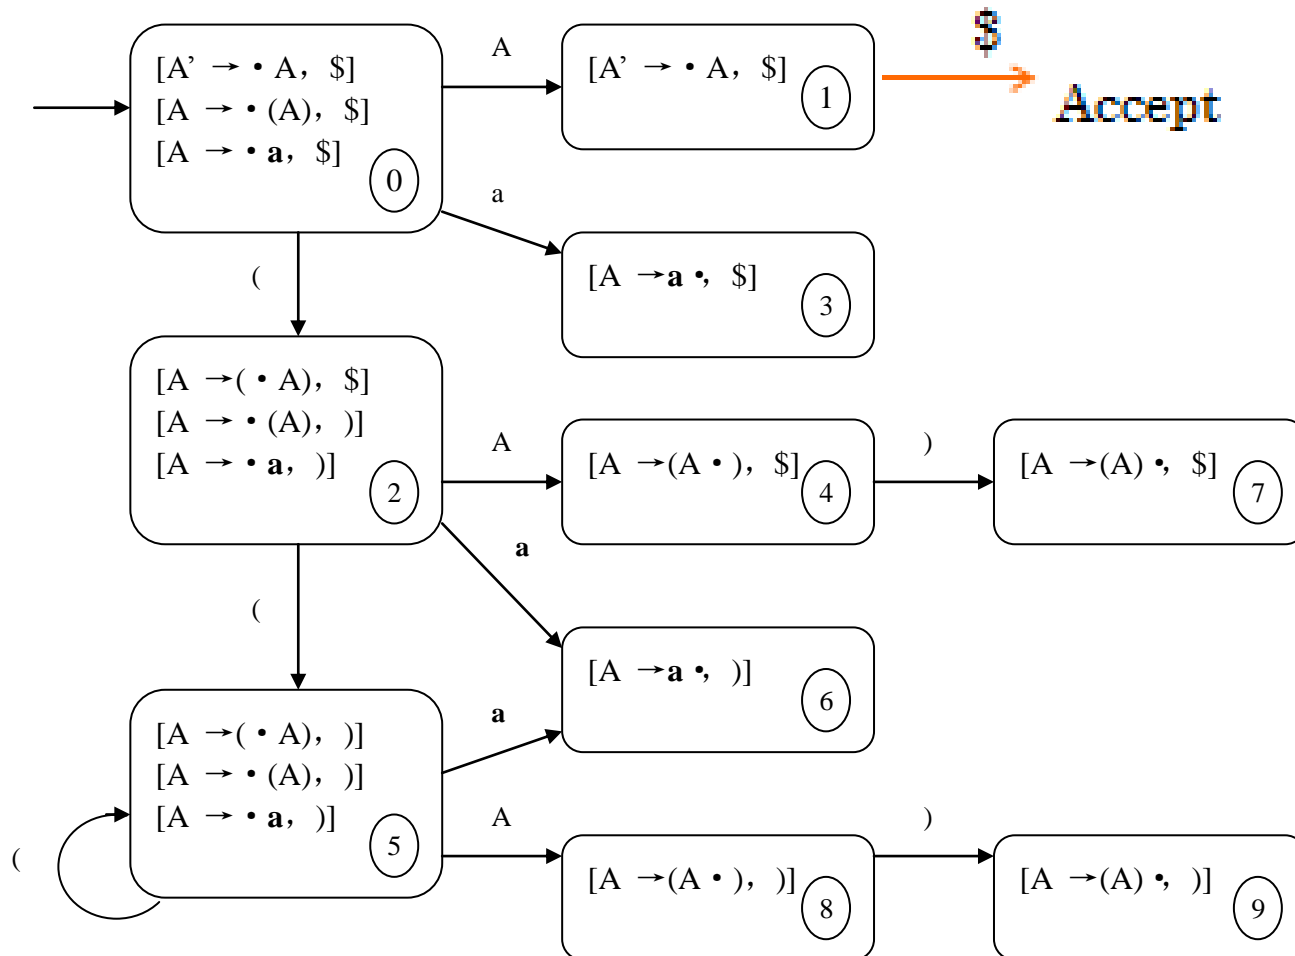 [A’ → • A, $]
[A → • (A), $]
[A → • a, $]
0
A
[A’ → • A, $]
1
$
Accept
a
[A →a •, $]
3
(
[A →( • A), $]
[A → • (A), )]
[A → • a, )]
2
A
[A →(A • ), $]
4
)
[A →(A) •, $]
7
a
(
[A →a •, )]
6
a
[A →( • A), )]
[A → • (A), )]
[A → • a, )]
5
(
A
[A →(A • ), )]
8
)
[A →(A) •, )]
9